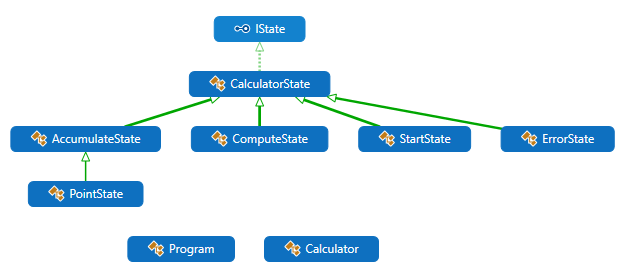 IState
CalculatorState
AccumulateState
ComputeState
StartState
ErrorState
PointState
Program
Calculator